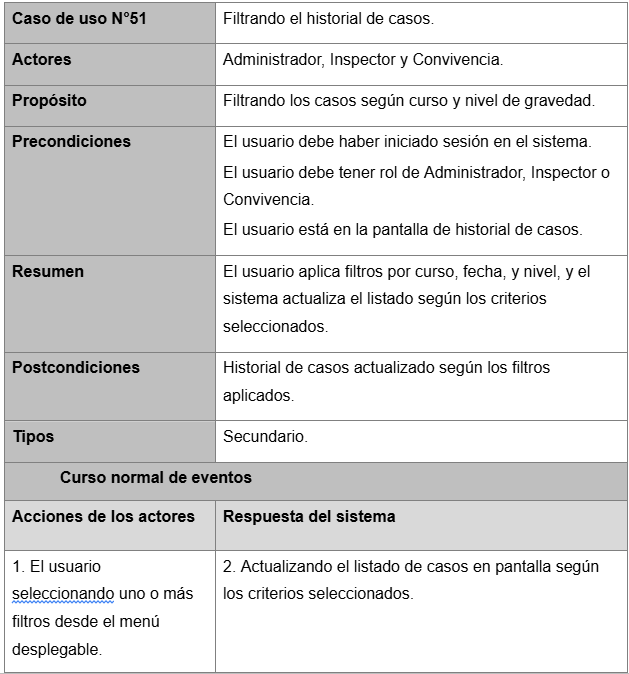 Caso de uso N°51
Filtrando el historial de casos.
Actores
Administrador, Inspector y Convivencia.
Propósito
Filtrando los casos según curso y nivel de gravedad.
Precondiciones
El usuario debe haber iniciado sesión en el sistema.
El usuario debe tener rol de Administrador, Inspector o
Convivencia.
El usuario está en la pantalla de historial de casos.
Resumen
El usuario aplica filtros por curso, fecha, y nivel, y el
sistema actualiza el listado según los criterios
seleccionados.
Postcondiciones
Historial de casos actualizado según los filtros
aplicados.
Tipos
Secundario.
Curso normal de eventos
Acciones de los actores
Respuesta del sistema
1. El usuario
seleccionando uno o más
filtros desde el menú
desplegable.
2. Actualizando el listado de casos en pantalla según
los criterios seleccionados.